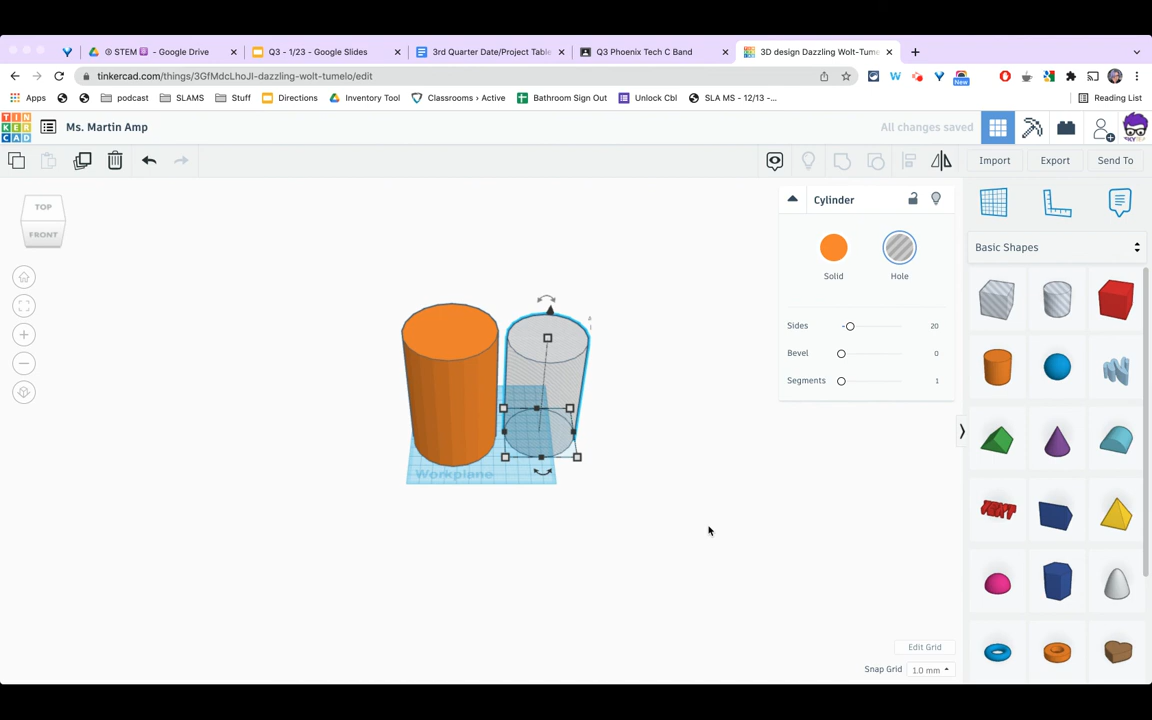 STEM - Google Drive
Q3 - 1/23 - Google Slides
3rd Quarter Date/Project Table
Q3 Phoenix Tech C Band
3D design Dazzling Wolt-Tume
tinkercad.com/things/3GfMdcLhoJI-dazzling-wolt-tumelo/edit
New
Apps
podcast
SLAMS
Stuff
Directions
Inventory Tool
Classrooms > Active
Bathroom Sign Out
Unlock Cbl
SLA MS - 12/13 -...
Reading List
TIN
KER
CAD
Ms. Martin Amp
All changes saved
Import
Export
Send To
TOP
FRONT
Cylinder
Solid
Hole
Sides
20
Bevel
0
Segments
1
Basic Shapes
TEXT
Workplane
Edit Grid
Snap Grid
1.0 mm